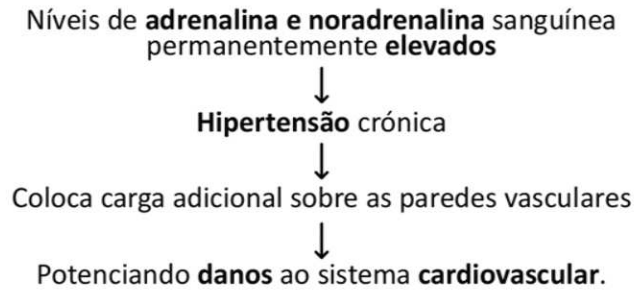 Níveis de adrenalina e noradrenalina sanguínea
permanentemente elevados
Hipertensão crónica
Coloca carga adicional sobre as paredes vasculares
Potenciando danos ao sistema cardiovascular.